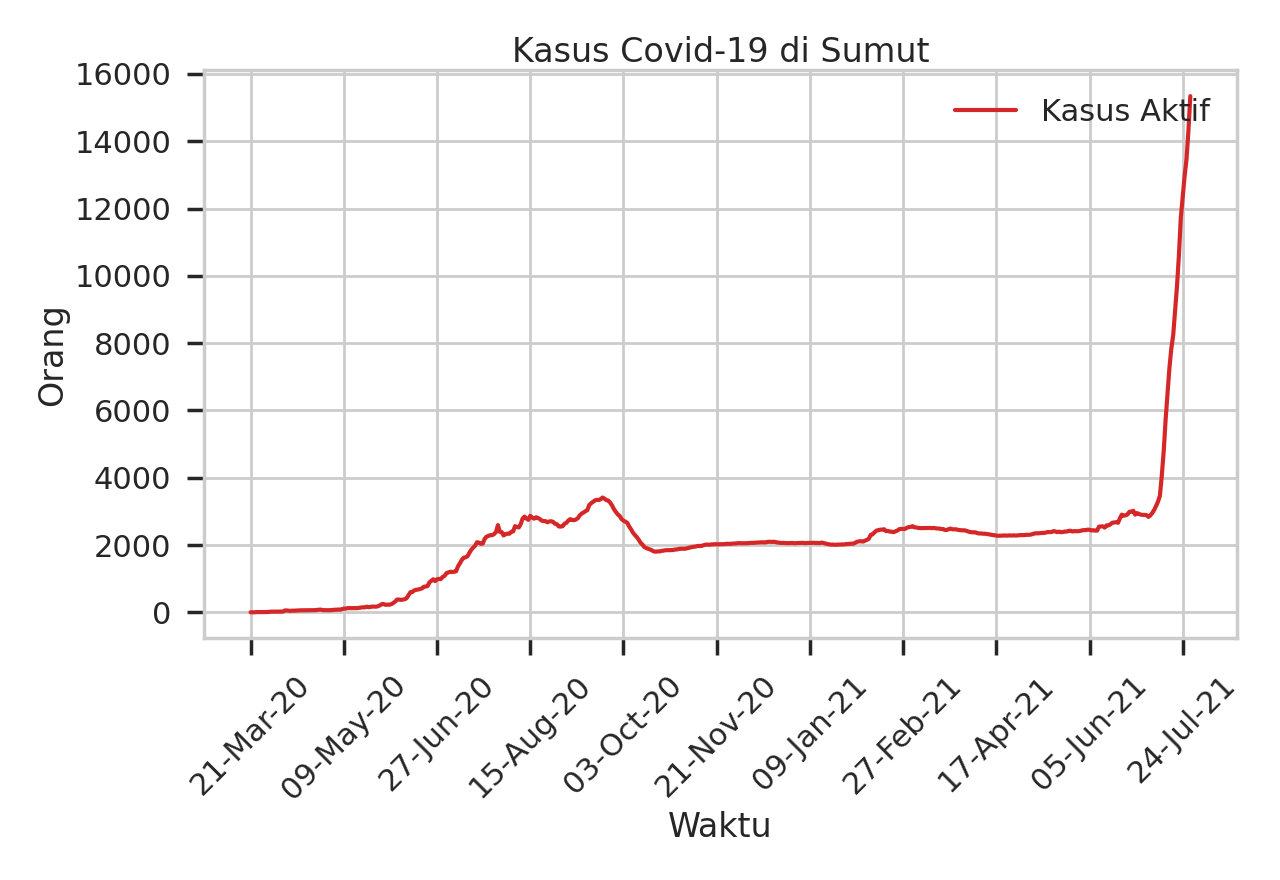 Kasus Covid-19 di Sumut
Kasus Aktif
16000
14000
12000
10000
8000
6000
4000
2000
0
Orang
21-Mar-20
09-May-20
27-Jun-20
15-Aug-20
03-Oct-20
21-Nov-20
09-Jan-21
27-Feb-21
17-Apr-21
05-Jun-21
24-Jul-21
Waktu